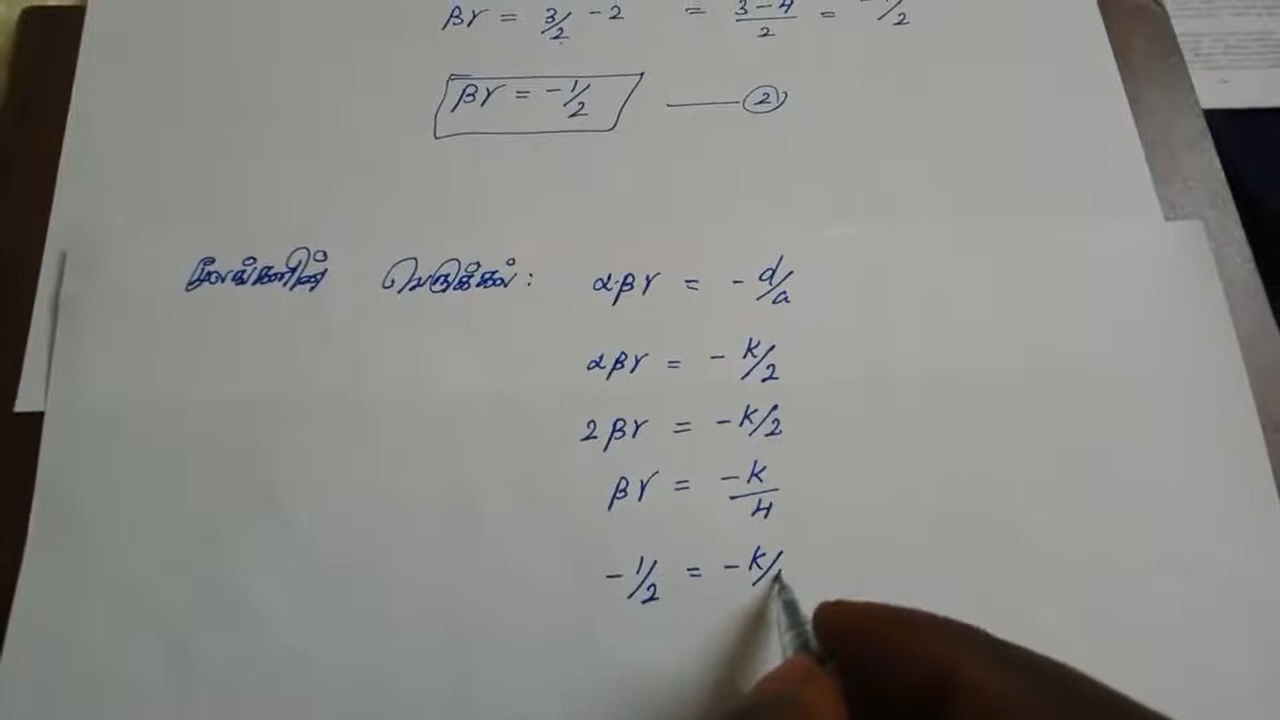 βγ = 3/2 - 2 = 3-4/2 = -1/2
βγ = -1/2 —— ②
மூலங்களின் பெருக்கல் : αβγ = - d/a
αβγ = - k/2
2βγ = - k/2
βγ = -k/4
- 1/2 = - k/